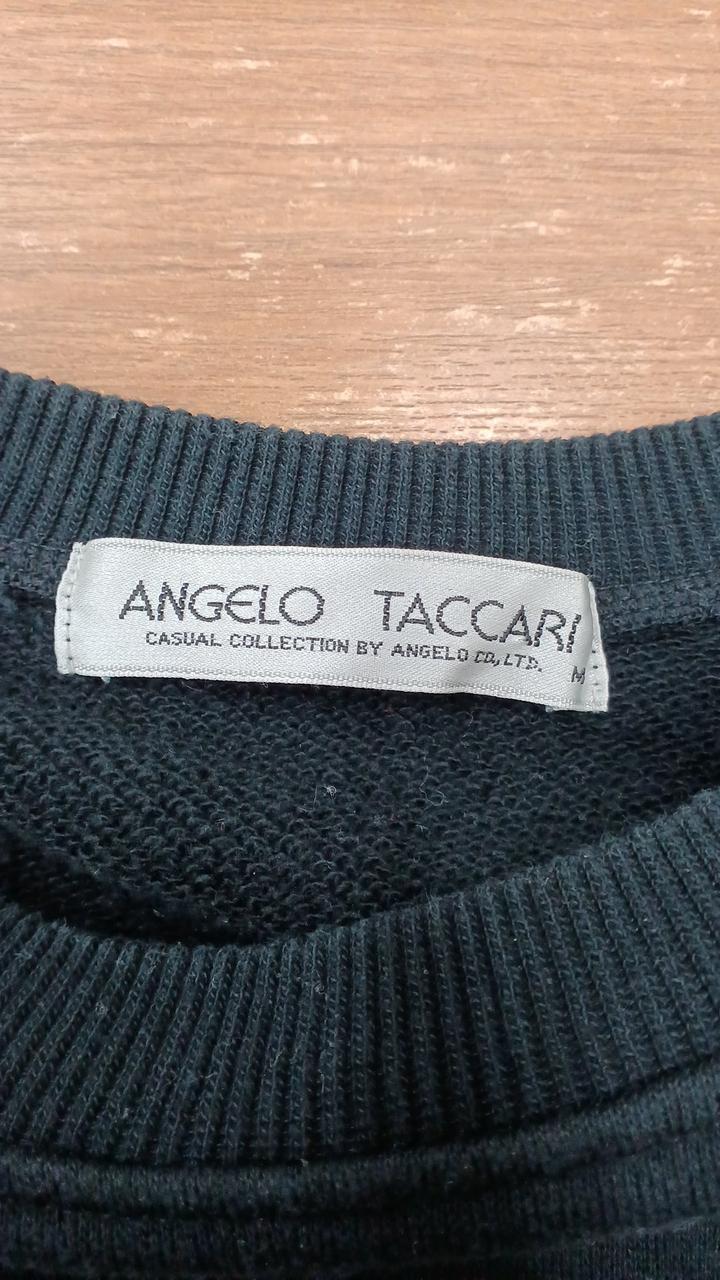 ANGELO TACCARI
CASUAL COLLECTION BY ANGELO CO,LTD.
M